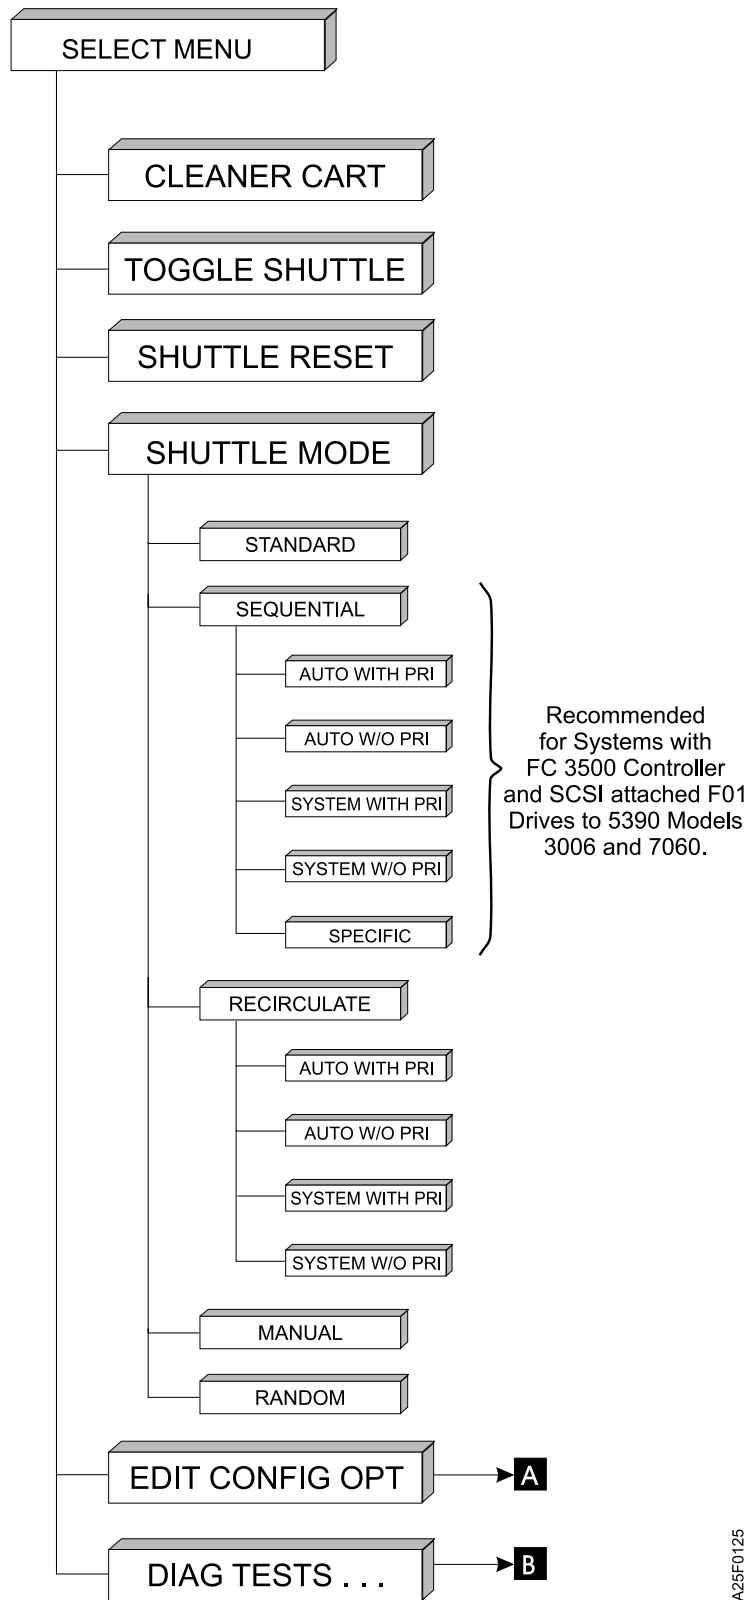 SELECT MENU
CLEANER CART
TOGGLE SHUTTLE
SHUTTLE RESET
SHUTTLE MODE
STANDARD
SEQUENTIAL
AUTO WITH PRI
AUTO W/O PRI
SYSTEM WITH PRI
SYSTEM W/O PRI
SPECIFIC
Recommended
for Systems with
FC 3500 Controller
and SCSI attached F01
Drives to 5390 Models
3006 and 7060.
RECIRCULATE
AUTO WITH PRI
AUTO W/O PRI
SYSTEM WITH PRI
SYSTEM W/O PRI
MANUAL
RANDOM
EDIT CONFIG OPT
A
DIAG TESTS . . .
B
A25F0125